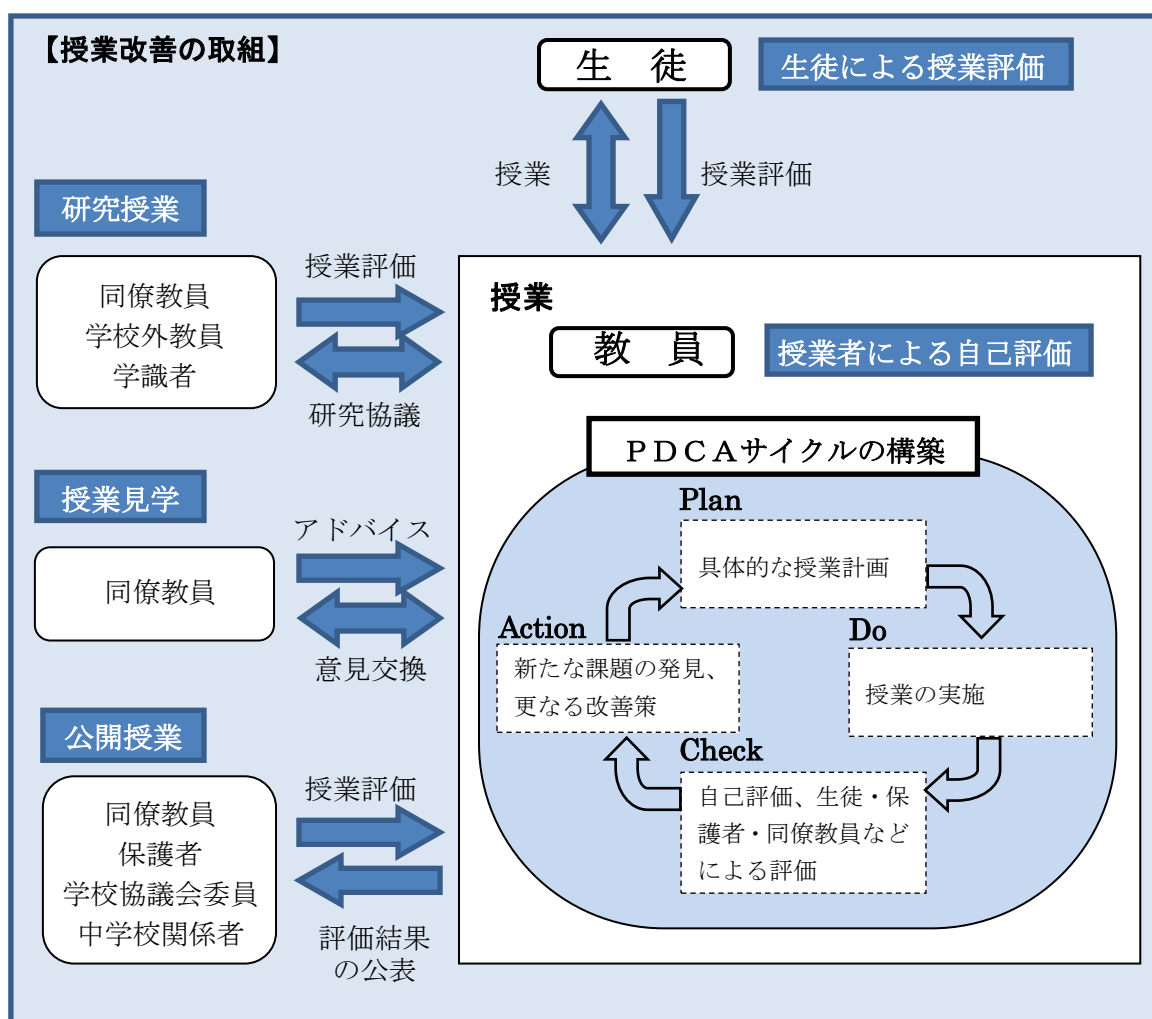 【授業改善の取組】
生　徒
生徒による授業評価
授業
授業評価
研究授業
同僚教員
学校外教員
学識者
授業評価
研究協議
授業見学
同僚教員
アドバイス
意見交換
公開授業
同僚教員
保護者
学校協議会委員
中学校関係者
授業評価
評価結果
の公表
授業
教　員
授業者による自己評価
ＰＤＣＡサイクルの構築
Plan
具体的な授業計画
Do
授業の実施
Check
自己評価、生徒・保
護者・同僚教員など
による評価
Action
新たな課題の発見、
更なる改善策